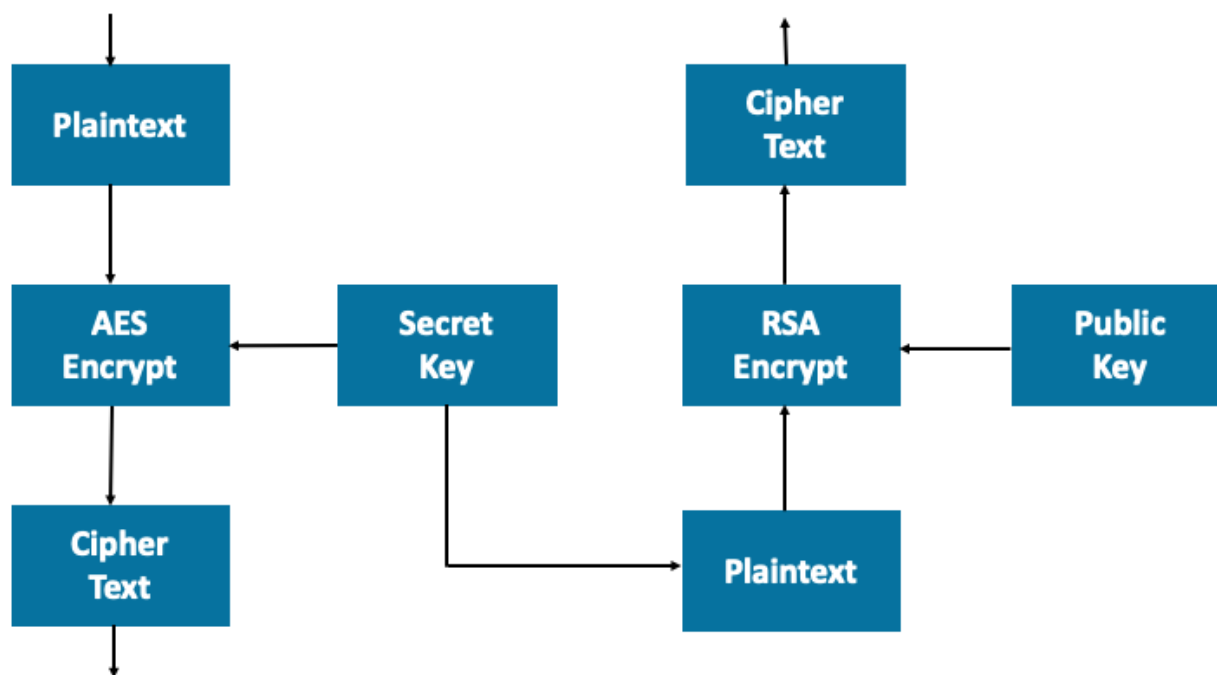 Plaintext
Cipher
Text
AES
Encrypt
Secret
Key
RSA
Encrypt
Public
Key
Cipher
Text
Plaintext